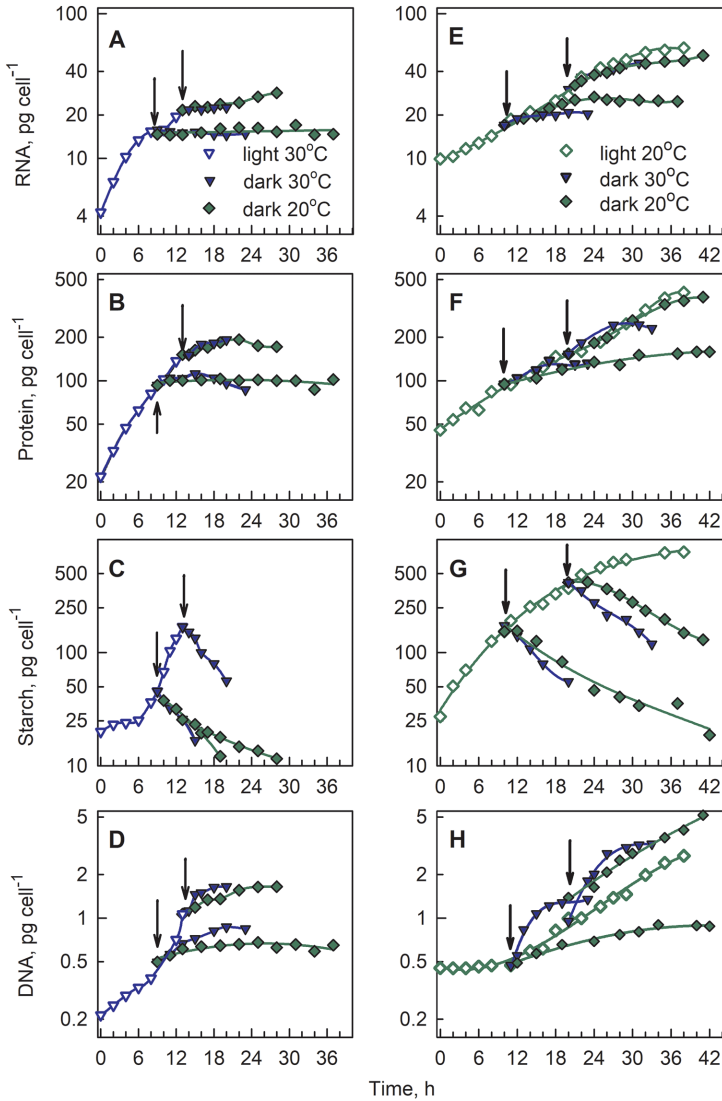 A
RNA, pg cell⁻¹
100
40
20
10
4
light 30°C
dark 30°C
dark 20°C
0 6 12 18 24 30 36
E
100
40
20
10
4
light 20°C
dark 30°C
dark 20°C
0 6 12 18 24 30 36 42
B
Protein, pg cell⁻¹
500
200
100
50
20
0 6 12 18 24 30 36
F
500
200
100
50
20
0 6 12 18 24 30 36 42
C
Starch, pg cell⁻¹
500
250
100
50
25
10
0 6 12 18 24 30 36
G
500
250
100
50
25
10
0 6 12 18 24 30 36 42
D
DNA, pg cell⁻¹
5
2
1
0.5
0.2
0 6 12 18 24 30 36
H
5
2
1
0.5
0.2
0 6 12 18 24 30 36 42
Time, h